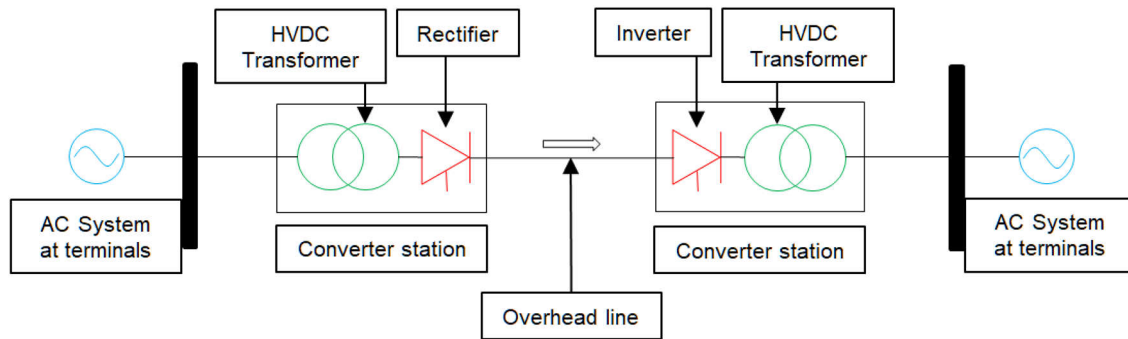 HVDC
Transformer
Rectifier
Inverter
HVDC
Transformer
AC System
at terminals
Converter station
Converter station
AC System
at terminals
Overhead line